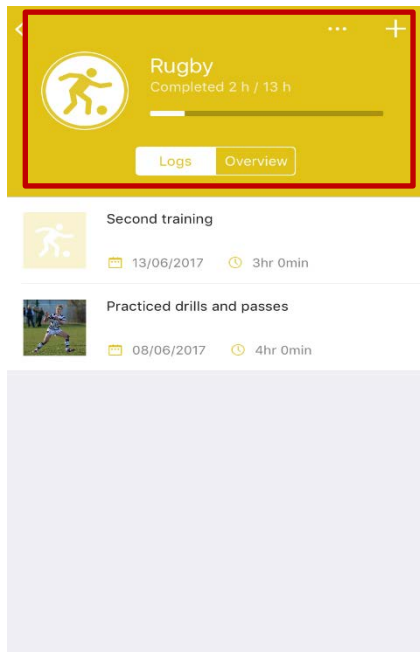 Rugby
Completed 2 h / 13 h
Logs Overview
Second training
13/06/2017 3hr 0min
Practiced drills and passes
08/06/2017 4hr 0min